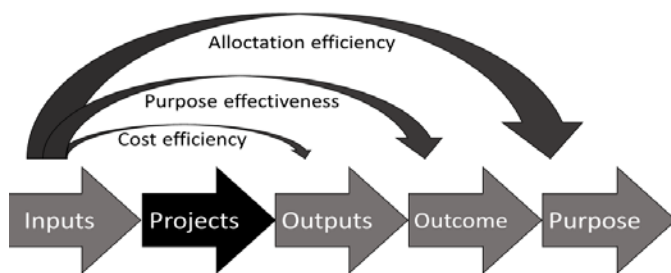 Alloctation efficiency
Purpose effectiveness
Cost efficiency
Inputs
Projects
Outputs
Outcome
Purpose